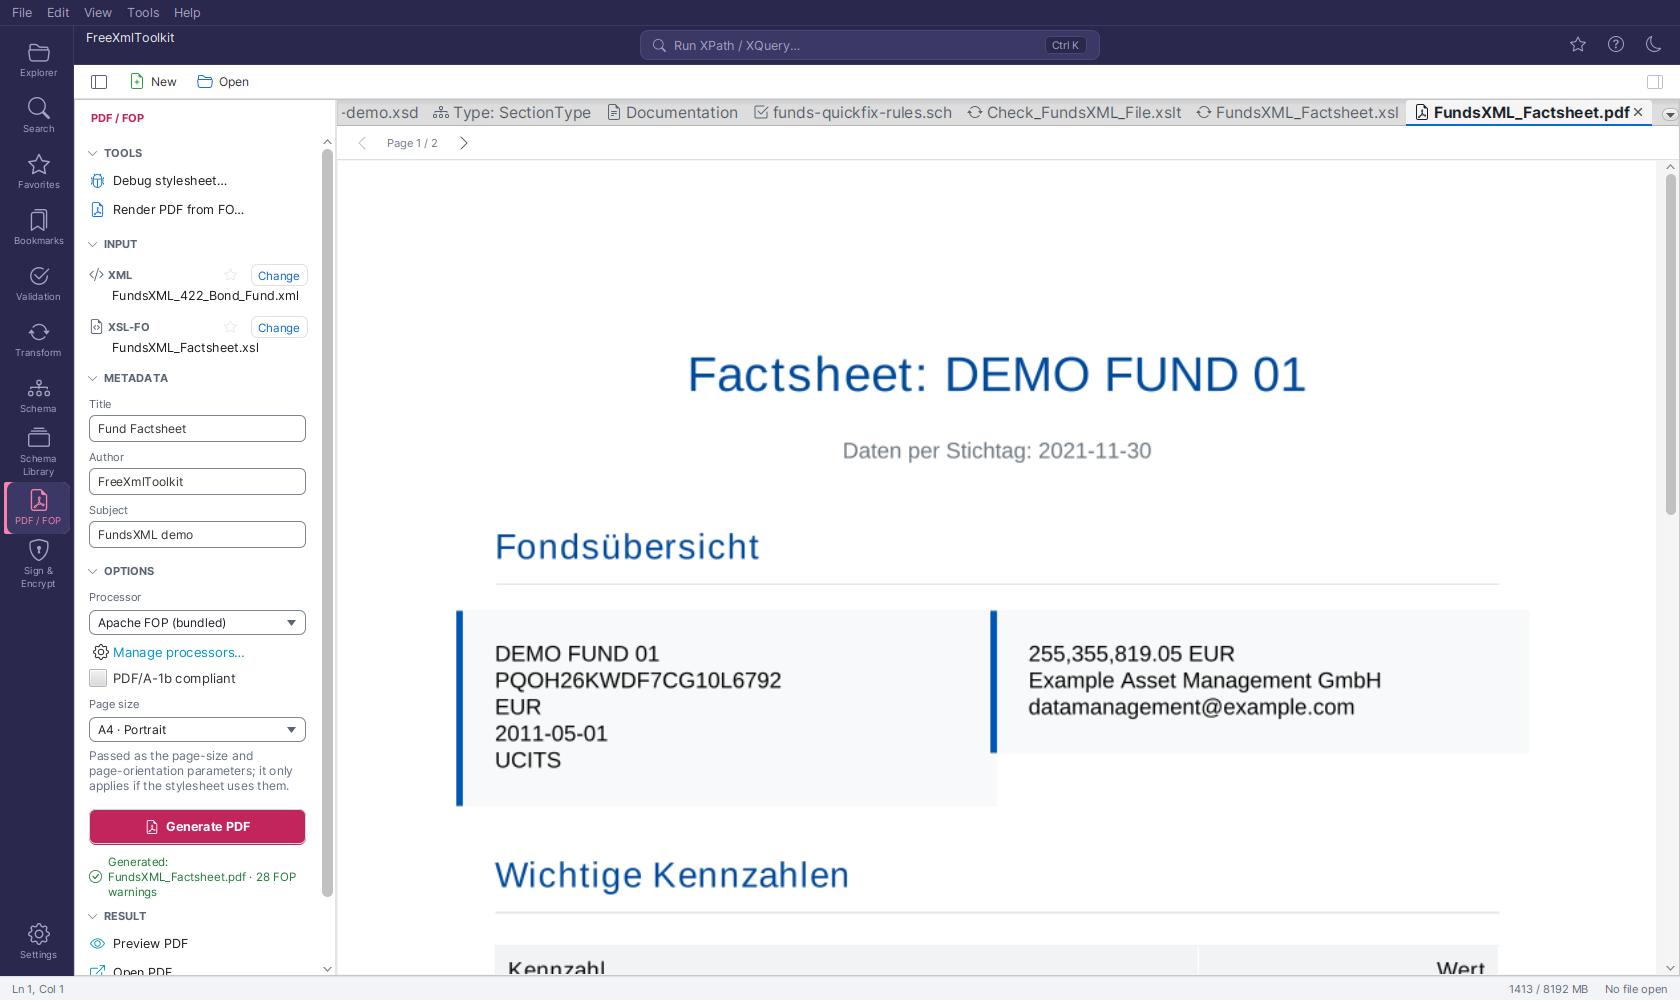 File Edit View Tools Help
FreeXmlToolkit
Run XPath / XQuery...
Ctrl K
Explorer
Search
Favorites
Bookmarks
Validation
Transform
Schema
Schema
Library
PDF / FOP
Sign &
Encrypt
Settings
New Open
PDF / FOP
TOOLS
Debug stylesheet...
Render PDF from FO...
INPUT
XML Change
FundsXML_422_Bond_Fund.xml
XSL-FO Change
FundsXML_Factsheet.xsl
METADATA
Title
Fund Factsheet
Author
FreeXmlToolkit
Subject
FundsXML demo
OPTIONS
Processor
Apache FOP (bundled)
Manage processors...
PDF/A-1b compliant
Page size
A4 · Portrait
Passed as the page-size and
page-orientation parameters; it only
applies if the stylesheet uses them.
Generate PDF
Generated:
FundsXML_Factsheet.pdf · 28 FOP
warnings
RESULT
Preview PDF
Open PDF
-demo.xsd Type: SectionType Documentation funds-quickfix-rules.sch Check_FundsXML_File.xslt FundsXML_Factsheet.xsl FundsXML_Factsheet.pdf
Page 1 / 2
Factsheet: DEMO FUND 01
Daten per Stichtag: 2021-11-30
Fondsübersicht
DEMO FUND 01
PQOH26KWDF7CG10L6792
EUR
2011-05-01
UCITS
255,355,819.05 EUR
Example Asset Management GmbH
datamanagement@example.com
Wichtige Kennzahlen
Kennzahl Wert
Ln 1, Col 1
1413 / 8192 MB No file open